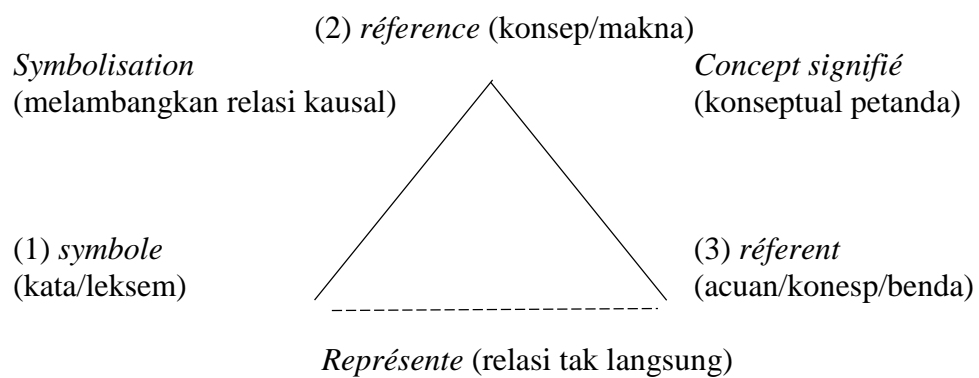 (2) réference (konsep/makna)
Symbolisation
(melambangkan relasi kausal)
Concept signifié
(konseptual petanda)
(1) symbole
(kata/leksem)
(3) réferent
(acuan/konesp/benda)
Représente (relasi tak langsung)